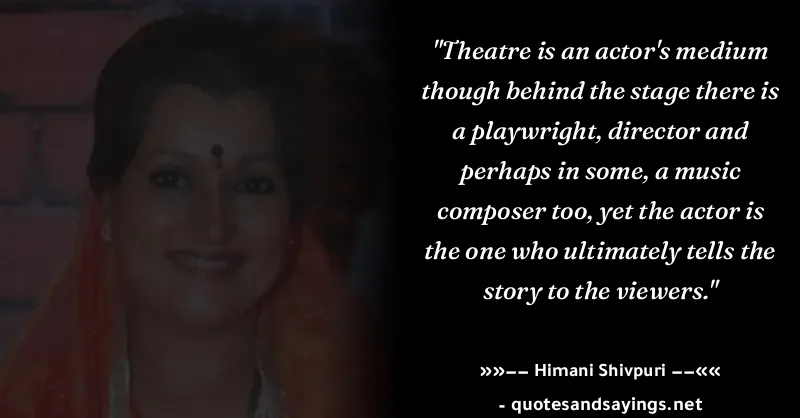 "Theatre is an actor's medium
though behind the stage there is
a playwright, director and
perhaps in some, a music
composer too, yet the actor is
the one who ultimately tells the
story to the viewers."
»»–– Himani Shivpuri ––««
- quotesandsayings.net